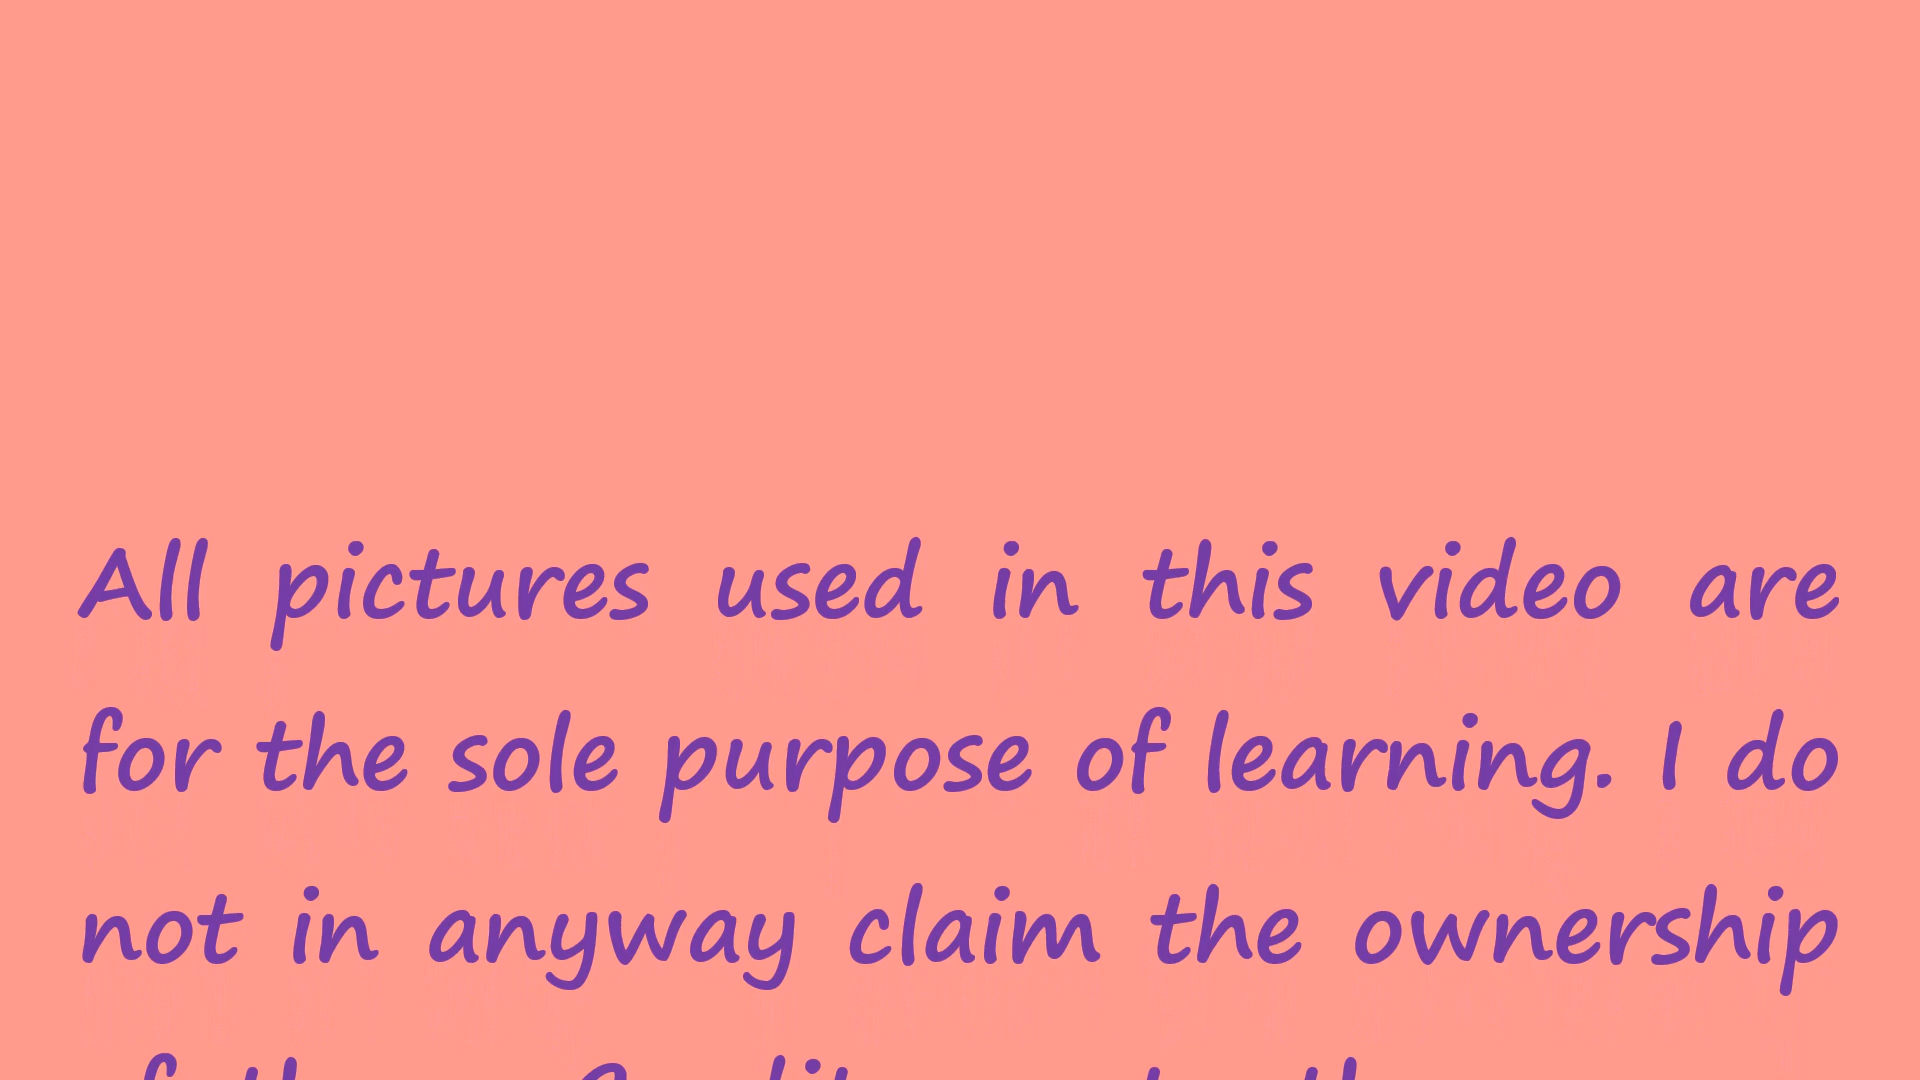 All pictures used in this video are
for the sole purpose of learning. I do
not in anyway claim the ownership